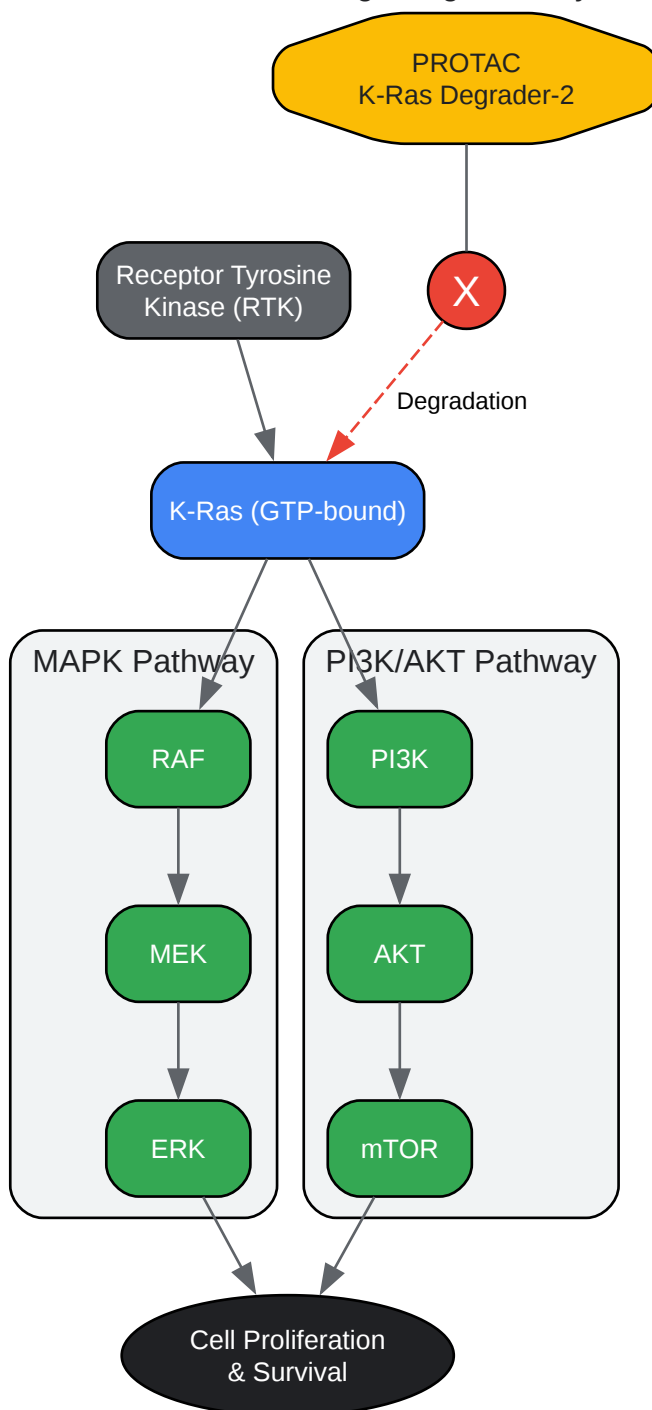 PROTAC
K-Ras Degrader-2
Receptor Tyrosine
Kinase (RTK)
X
Degradation
K-Ras (GTP-bound)
MAPK Pathway
PI3K/AKT Pathway
RAF
PI3K
MEK
AKT
ERK
mTOR
Cell Proliferation
& Survival